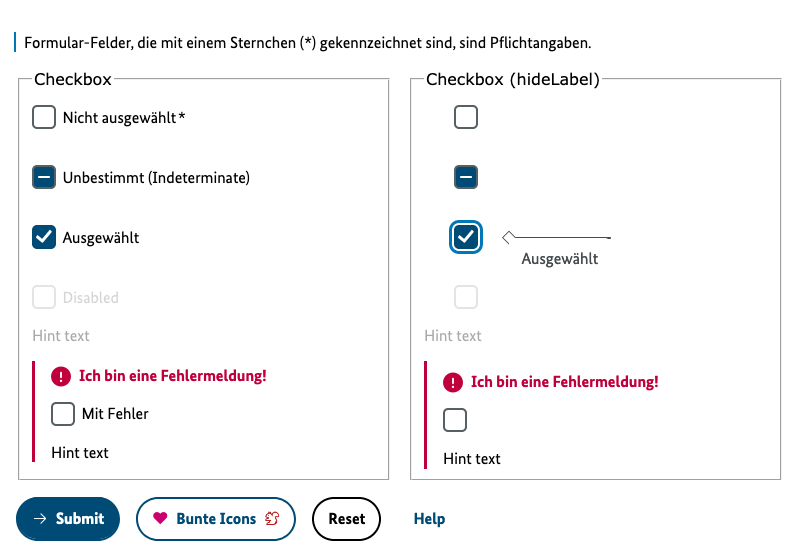 Formular-Felder, die mit einem Sternchen (*) gekennzeichnet sind, sind Pflichtangaben.
Checkbox
Nicht ausgewählt*
Unbestimmt (Indeterminate)
Ausgewählt
Disabled
Hint text
Ich bin eine Fehlermeldung!
Mit Fehler
Hint text
Checkbox (hideLabel)
Ausgewählt
Hint text
Ich bin eine Fehlermeldung!
Hint text
Submit
Bunte Icons
Reset
Help